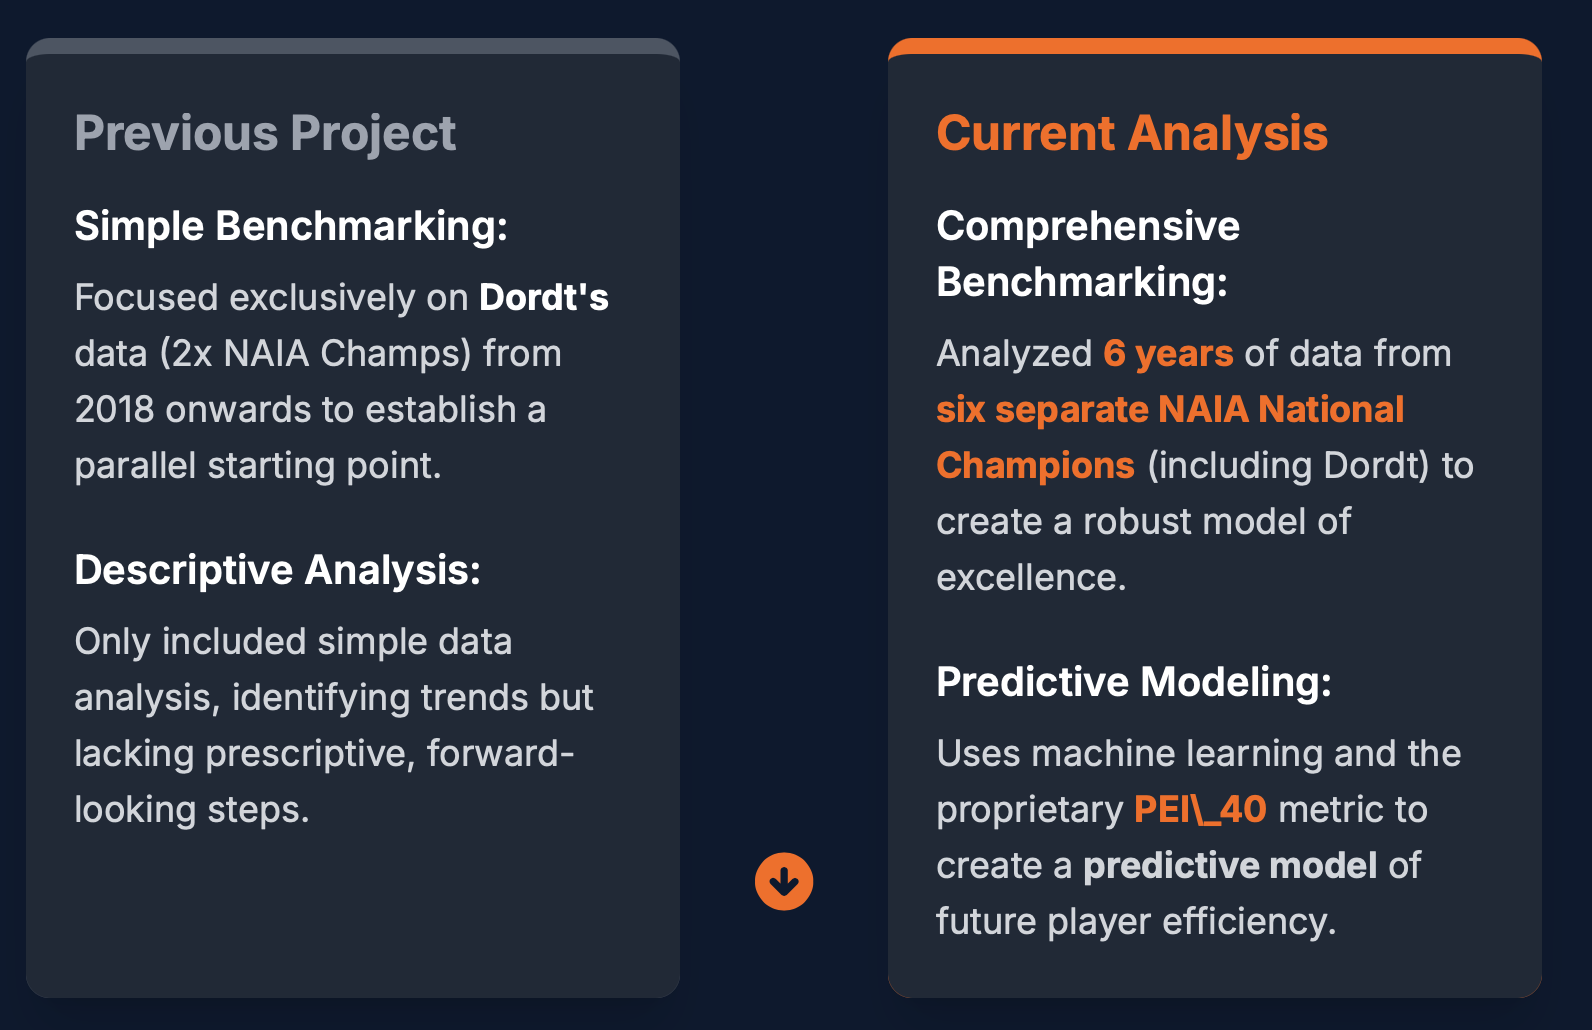 Previous Project
Simple Benchmarking:
Focused exclusively on Dordt's
data (2x NAIA Champs) from
2018 onwards to establish a
parallel starting point.
Descriptive Analysis:
Only included simple data
analysis, identifying trends but
lacking prescriptive, forward-
looking steps.
Current Analysis
Comprehensive
Benchmarking:
Analyzed 6 years of data from
six separate NAIA National
Champions (including Dordt) to
create a robust model of
excellence.
Predictive Modeling:
Uses machine learning and the
proprietary PEI\_40 metric to
create a predictive model of
future player efficiency.